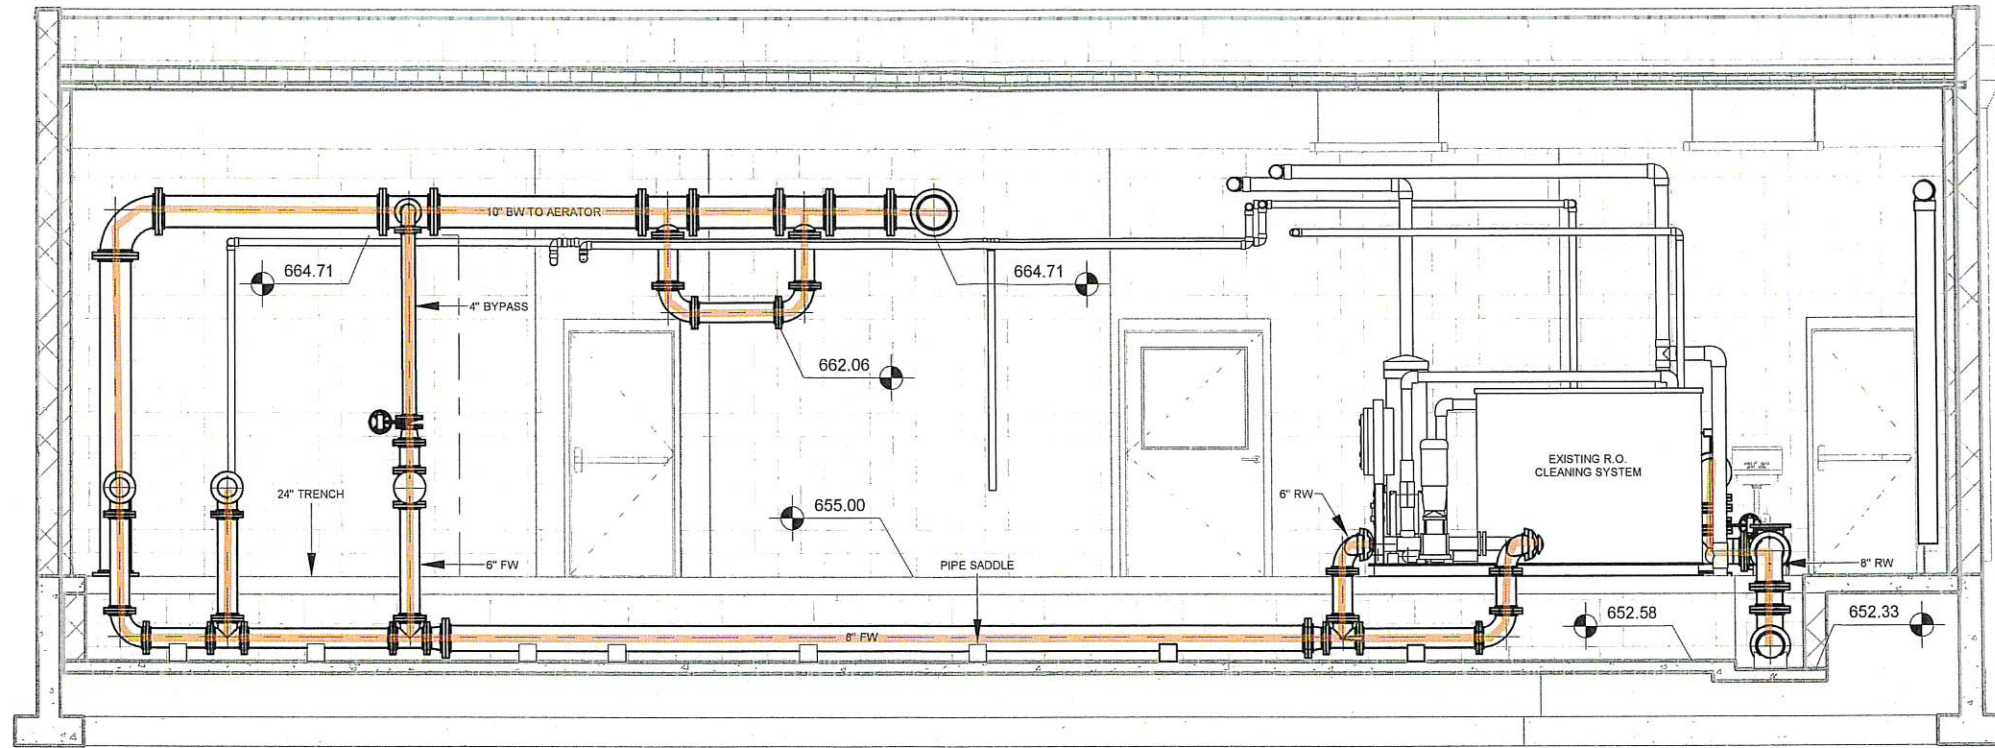 10" BW TO AERATOR
664.71
664.71
4" BYPASS
662.06
EXISTING R.O.
CLEANING SYSTEM
24" TRENCH
655.00
6" RW
6" FW
PIPE SADDLE
8" RW
652.58
652.33
8" FW